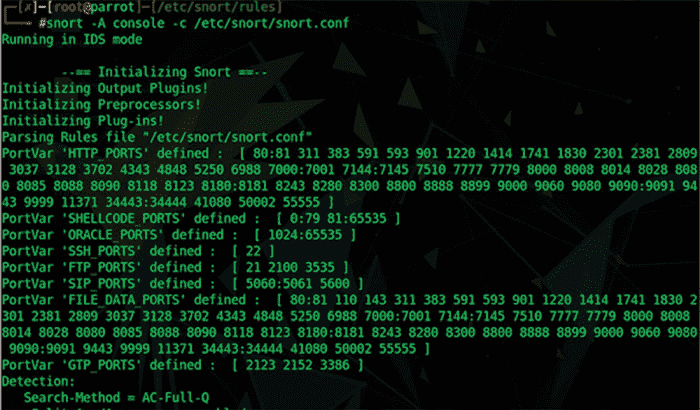 [✗]-[root@parrot]-[/etc/snort/rules]
#snort -A console -c /etc/snort/snort.conf
Running in IDS mode
--== Initializing Snort ==--
Initializing Output Plugins!
Initializing Preprocessors!
Initializing Plug-ins!
Parsing Rules file "/etc/snort/snort.conf"
PortVar 'HTTP_PORTS' defined :  [ 80:81 311 383 591 593 901 1220 1414 1741 1830 2301 2381 2809
3037 3128 3702 4343 4848 5250 6988 7000:7001 7144:7145 7510 7777 7779 8000 8008 8014 8028 808
0 8085 8088 8090 8118 8123 8180:8181 8243 8280 8300 8800 8888 8899 9000 9060 9080 9090:9091 94
43 9999 11371 34443:34444 41080 50002 55555 ]
PortVar 'SHELLCODE_PORTS' defined :  [ 0:79 81:65535 ]
PortVar 'ORACLE_PORTS' defined :  [ 1024:65535 ]
PortVar 'SSH_PORTS' defined :  [ 22 ]
PortVar 'FTP_PORTS' defined :  [ 21 2100 3535 ]
PortVar 'SIP_PORTS' defined :  [ 5060:5061 5600 ]
PortVar 'FILE_DATA_PORTS' defined :  [ 80:81 110 143 311 383 591 593 901 1220 1414 1741 1830 2
301 2381 2809 3037 3128 3702 4343 4848 5250 6988 7000:7001 7144:7145 7510 7777 7779 8000 8008
8014 8028 8080 8085 8088 8090 8118 8123 8180:8181 8243 8280 8300 8800 8888 8899 9000 9060 9080
9090:9091 9443 9999 11371 34443:34444 41080 50002 55555 ]
PortVar 'GTP_PORTS' defined :  [ 2123 2152 3386 ]
Detection:
Search-Method = AC-Full-Q